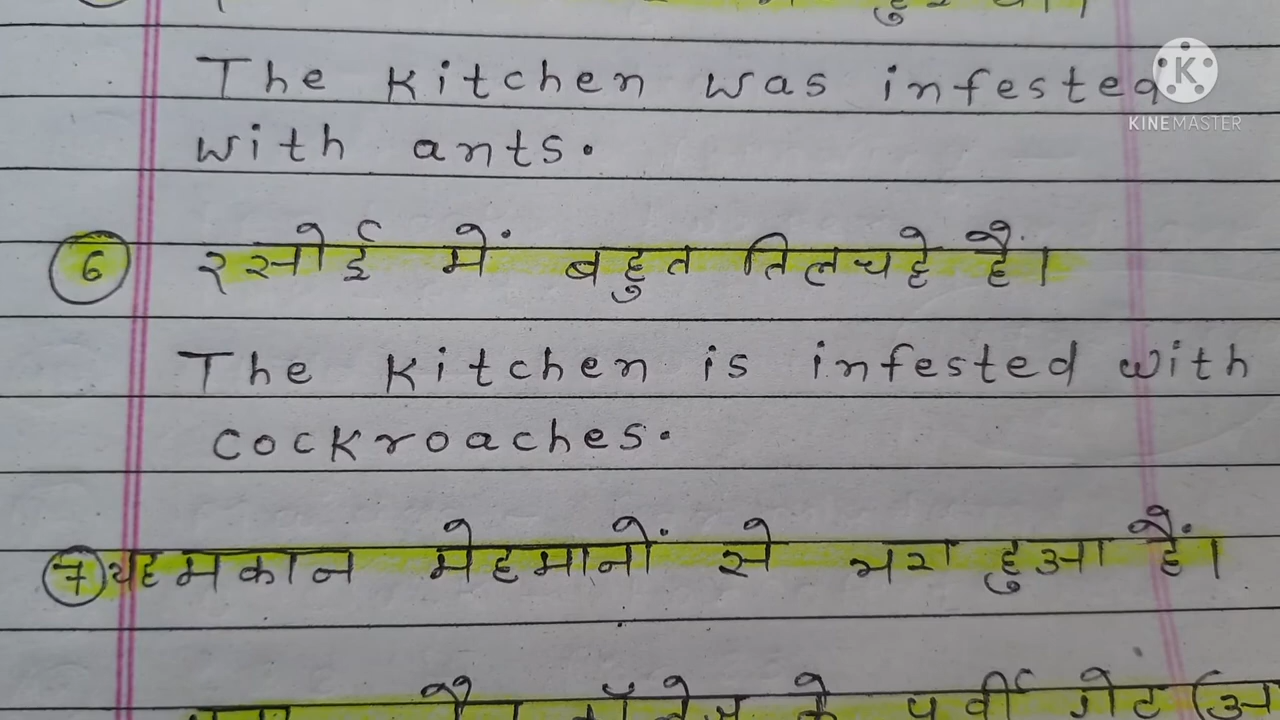 The Kitchen was infested
with ants.
6 रसोई में बहुत तिलचट्टे हैं।
The Kitchen is infested with
cockroaches.
7 यह मकान मेहमानों से भरा हुआ हैं।
K
KINEMASTER